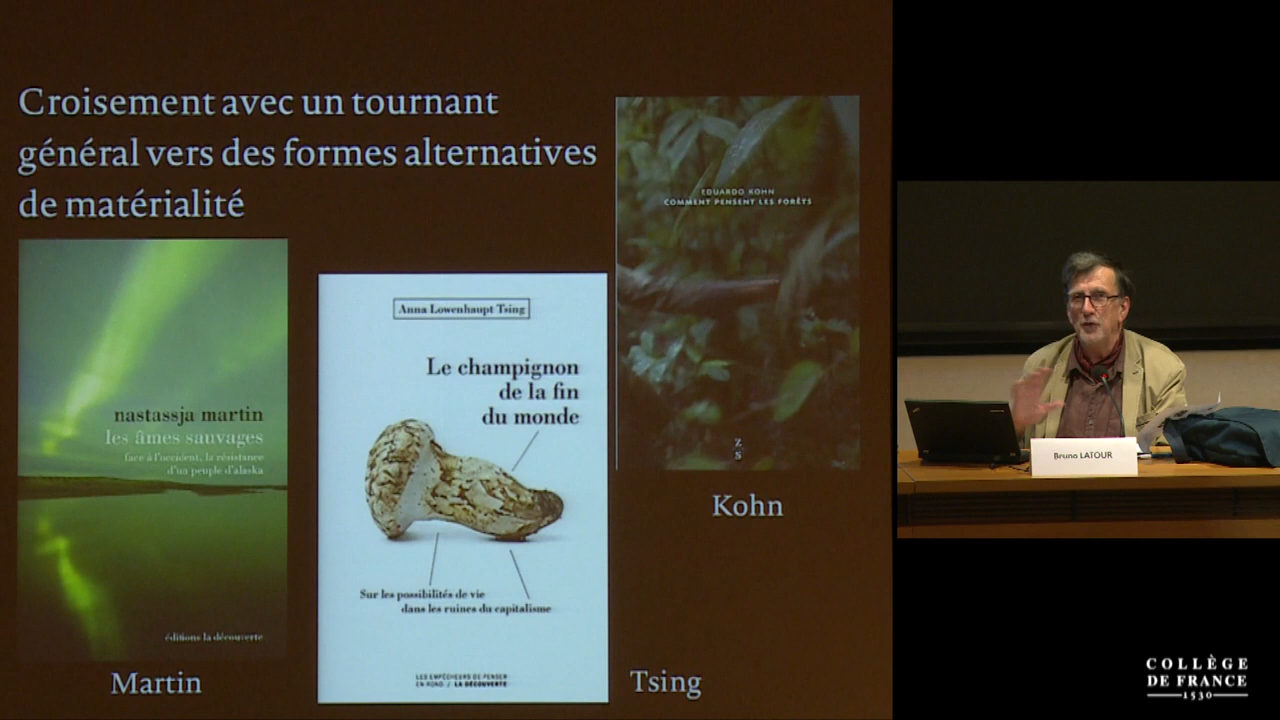 Croisement avec un tournant
général vers des formes alternatives
de matérialité
nastassja martin
les âmes sauvages
face à l'occident, la résistance
d'un peuple d'alaska
éditions la découverte
Martin
Anna Lowenhaupt Tsing
Le champignon
de la fin
du monde
Sur les possibilités de vie
dans les ruines du capitalisme
LES EMPÊCHEURS DE PENSER
EN ROND / LA DÉCOUVERTE
Tsing
EDUARDO KOHN
COMMENT PENSENT LES FORÊTS
Z
S
Kohn
Bruno LATOUR
COLLÈGE
DE FRANCE
1530